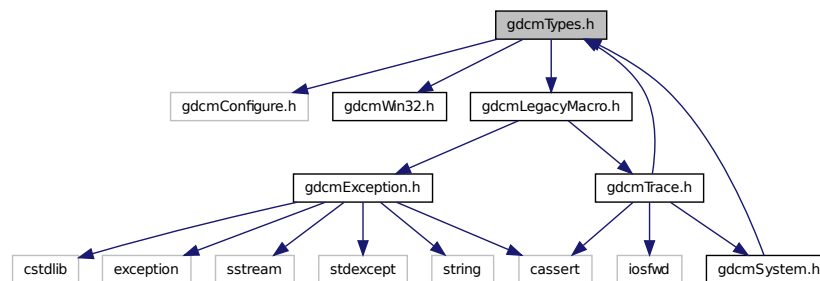 gdcmTypes.h
gdcmConfigure.h
gdcmWin32.h
gdcmLegacyMacro.h
gdcmException.h
gdcmTrace.h
cstdlib
exception
sstream
stdexcept
string
cassert
iosfwd
gdcmSystem.h